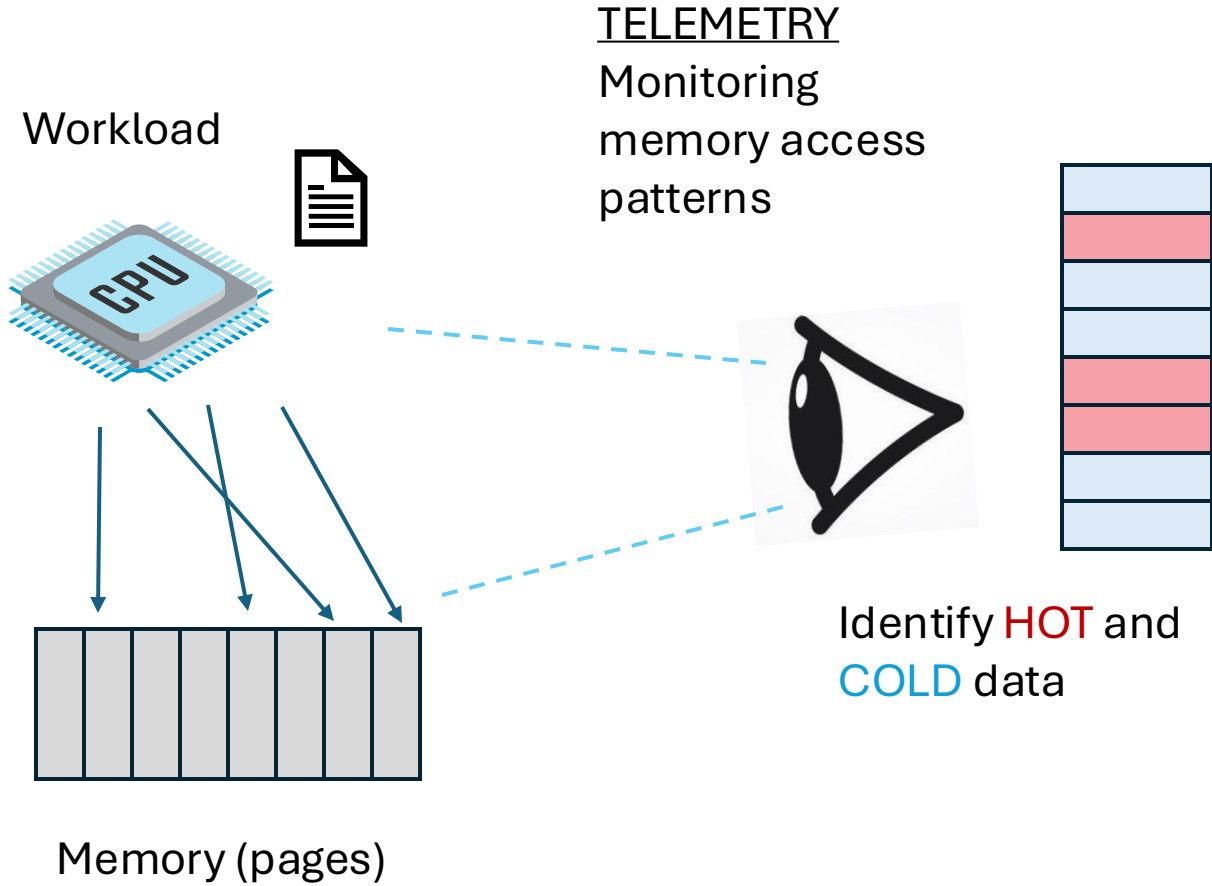 TELEMETRY
Monitoring
memory access
patterns
Workload
CPU
Identify HOT and
COLD data
Memory (pages)